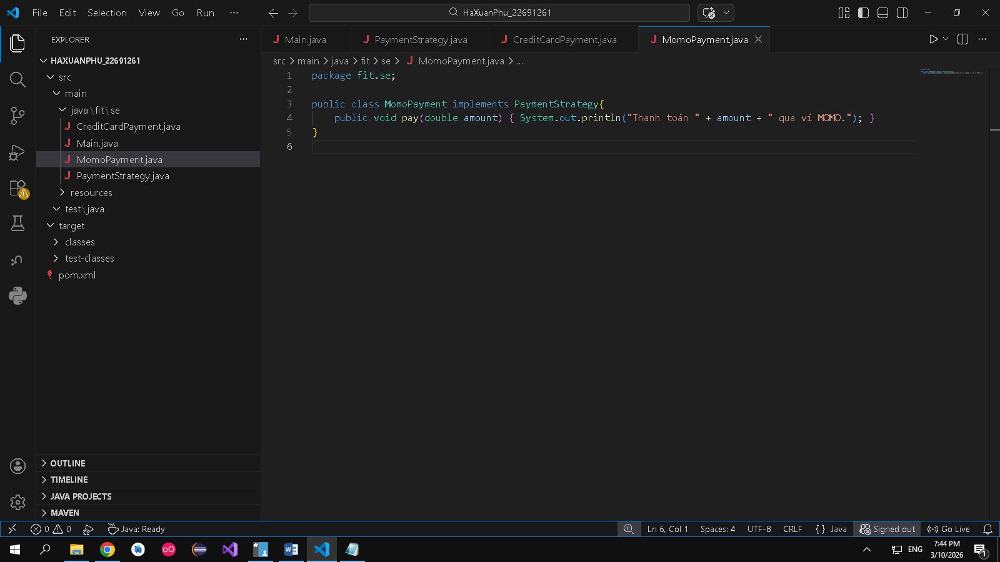 File Edit Selection View Go Run ···
HaXuanPhu_22691261
EXPLORER
HAXUANPHU_22691261
src
main
java\fit\se
CreditCardPayment.java
Main.java
MomoPayment.java
PaymentStrategy.java
resources
test\java
target
classes
test-classes
pom.xml
OUTLINE
TIMELINE
JAVA PROJECTS
MAVEN
Main.java PaymentStrategy.java CreditCardPayment.java MomoPayment.java
src > main > java > fit > se > MomoPayment.java > ...
1 package fit.se;
2
3 public class MomoPayment implements PaymentStrategy{
4 public void pay(double amount) { System.out.println("Thanh toán " + amount + " qua ví MOMO."); }
5 }
6
0 0 Java: Ready Ln 6, Col 1 Spaces: 4 UTF-8 CRLF {} Java Signed out Go Live
ENG 7:44 PM
3/10/2026 1